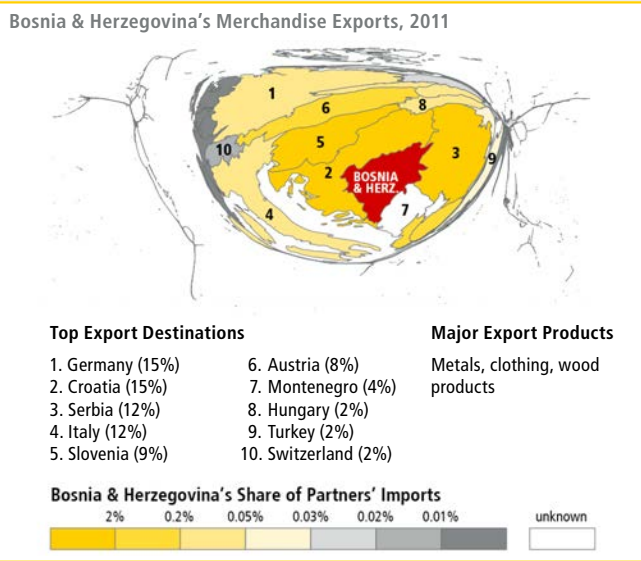 Bosnia & Herzegovina's Merchandise Exports, 2011
1
6
8
10
5
3
2
BOSNIA
& HERZ.
9
4
7
Top Export Destinations
1. Germany (15%)
2. Croatia (15%)
3. Serbia (12%)
4. Italy (12%)
5. Slovenia (9%)
6. Austria (8%)
7. Montenegro (4%)
8. Hungary (2%)
9. Turkey (2%)
10. Switzerland (2%)
Major Export Products
Metals, clothing, wood
products
Bosnia & Herzegovina's Share of Partners' Imports
2% 0.2% 0.05% 0.03% 0.02% 0.01% unknown